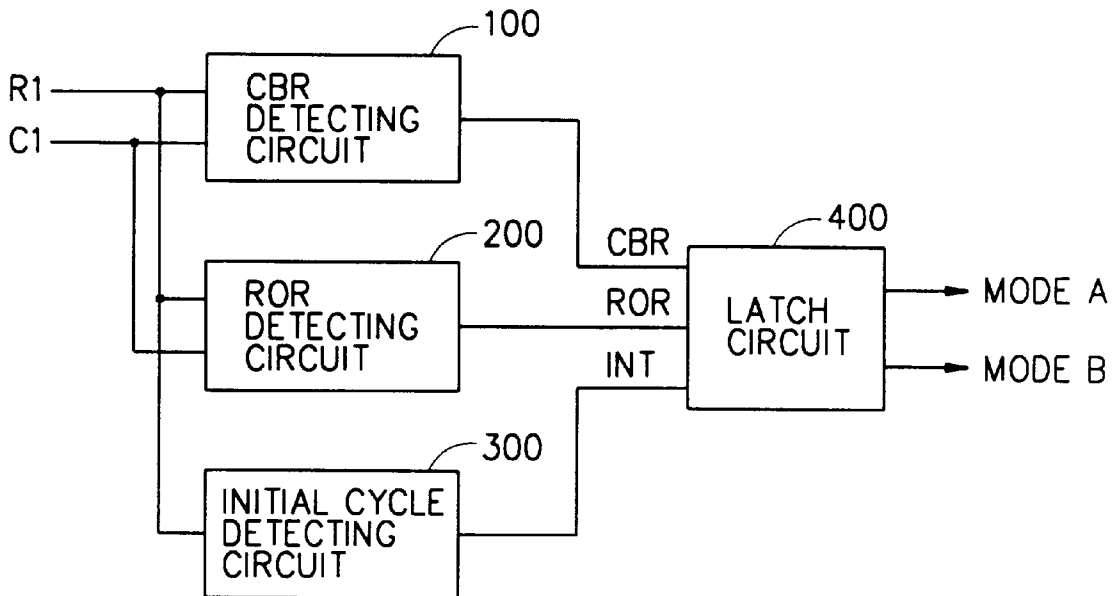 100
R1
C1
CBR
DETECTING
CIRCUIT
200
ROR
DETECTING
CIRCUIT
300
INITIAL CYCLE
DETECTING
CIRCUIT
CBR
ROR
INT
400
LATCH
CIRCUIT
MODE A
MODE B